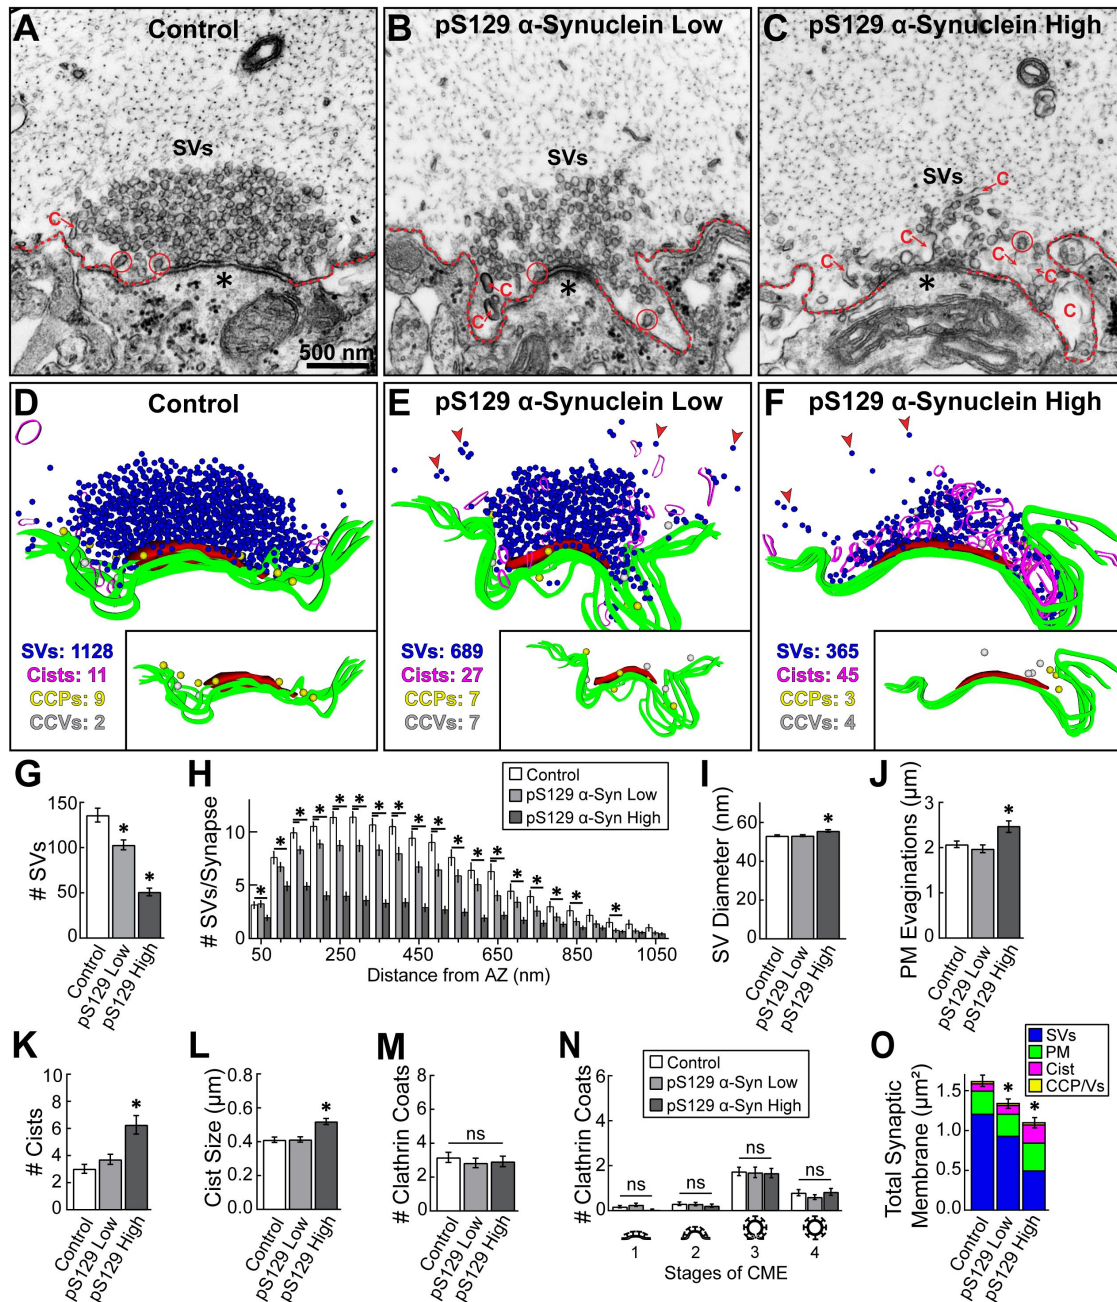 A Control
SVs
C
*
500 nm
B pS129 α-Synuclein Low
SVs
C
C
*
C pS129 α-Synuclein High
SVs
C
C
C
C
C
*
D Control
SVs: 1128
Cists: 11
CCPs: 9
CCVs: 2
E pS129 α-Synuclein Low
SVs: 689
Cists: 27
CCPs: 7
CCVs: 7
F pS129 α-Synuclein High
SVs: 365
Cists: 45
CCPs: 3
CCVs: 4
G
# SVs
150
100
50
0
*
*
Control
pS129 Low
pS129 High
H
Control
pS129 α-Syn Low
pS129 α-Syn High
# SVs/Synapse
10
5
0
* * * * * * * * * * * * * * * *
50 250 450 650 850 1050
Distance from AZ (nm)
I
SV Diameter (nm)
60
40
20
0
*
Control
pS129 Low
pS129 High
J
PM Evaginations (µm)
3
2
1
0
*
Control
pS129 Low
pS129 High
K
# Cists
10
8
6
4
2
0
*
Control
pS129 Low
pS129 High
L
Cist Size (µm)
0.8
0.6
0.4
0.2
0
*
Control
pS129 Low
pS129 High
M
# Clathrin Coats
8
6
4
2
0
ns
Control
pS129 Low
pS129 High
N
Control
pS129 α-Syn Low
pS129 α-Syn High
# Clathrin Coats
6
4
2
0
ns ns ns ns
1 2 3 4
Stages of CME
O
SVs
PM
Cist
CCP/Vs
Total Synaptic
Membrane (µm²)
1.5
1.0
0.5
0.0
*
*
Control
pS129 Low
pS129 High